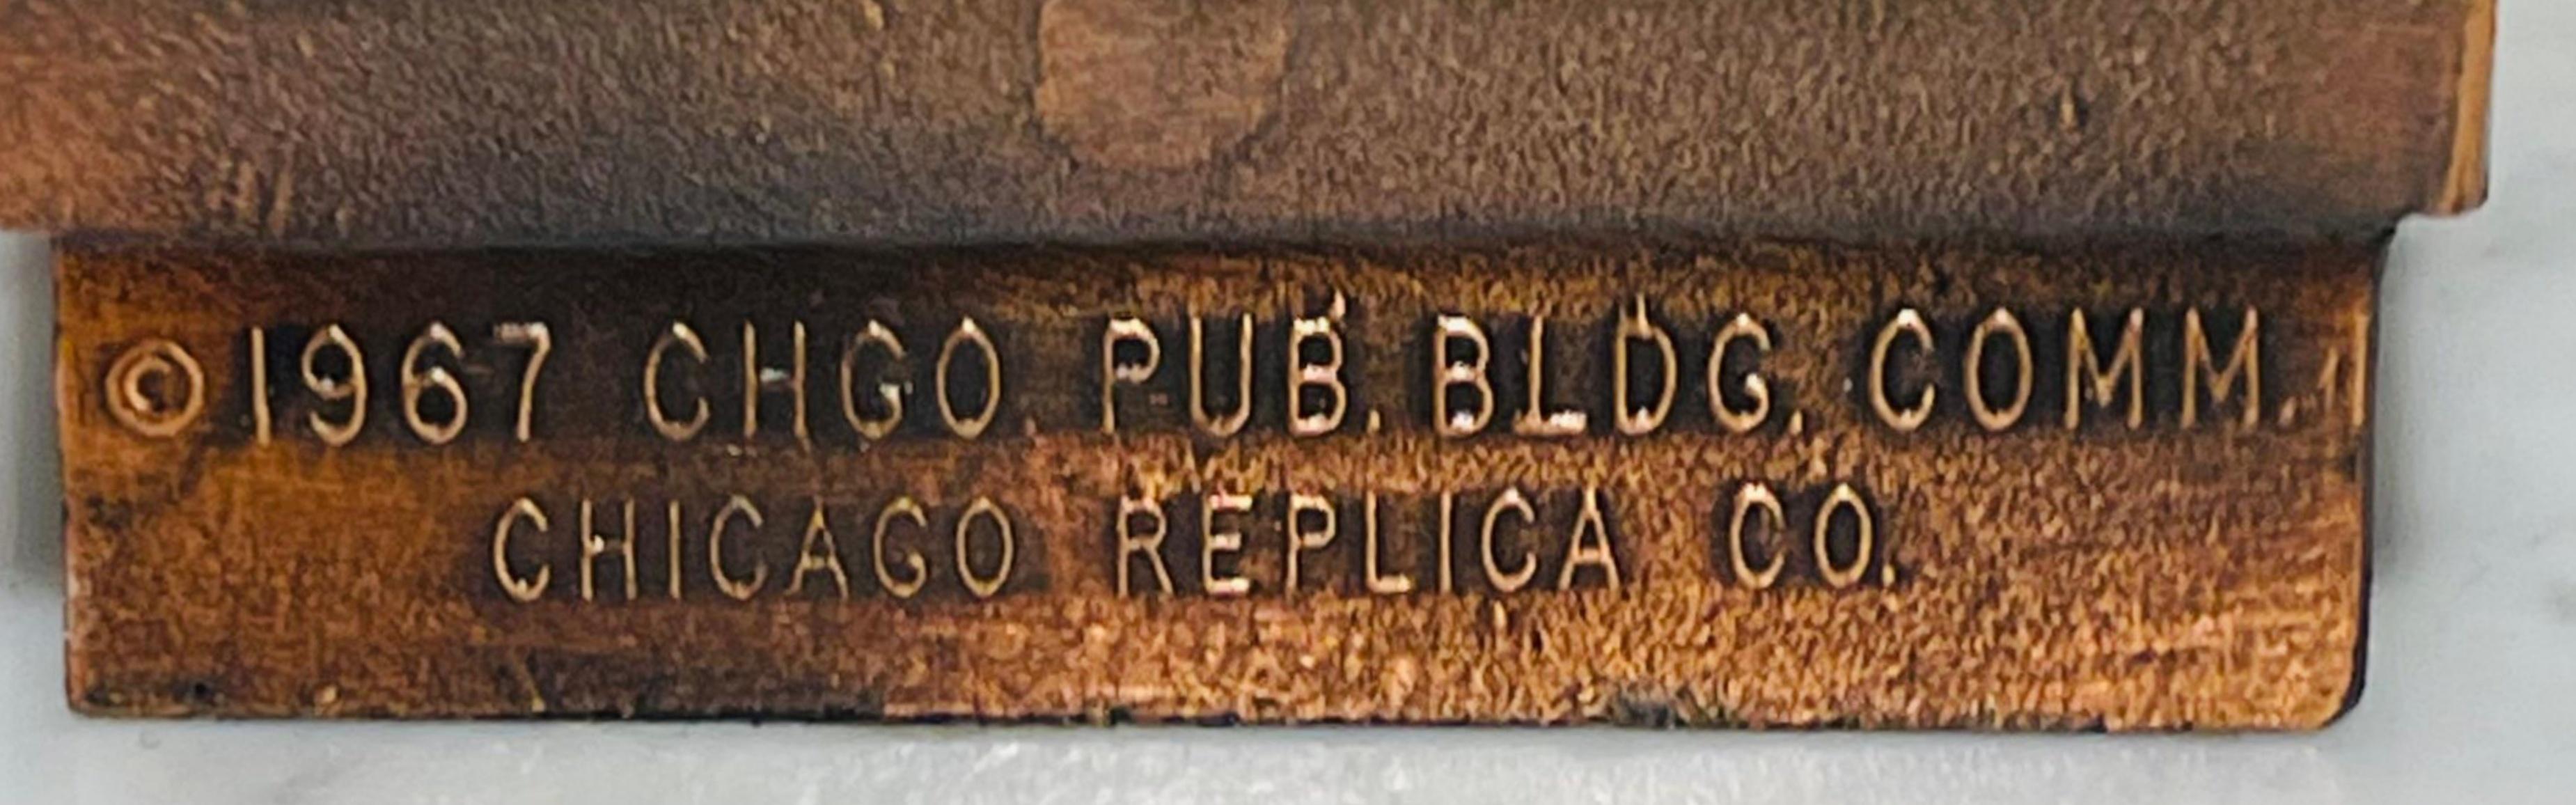 ©1967 CHGO. PUB. BLDG. COMM.
CHICAGO REPLICA CO.